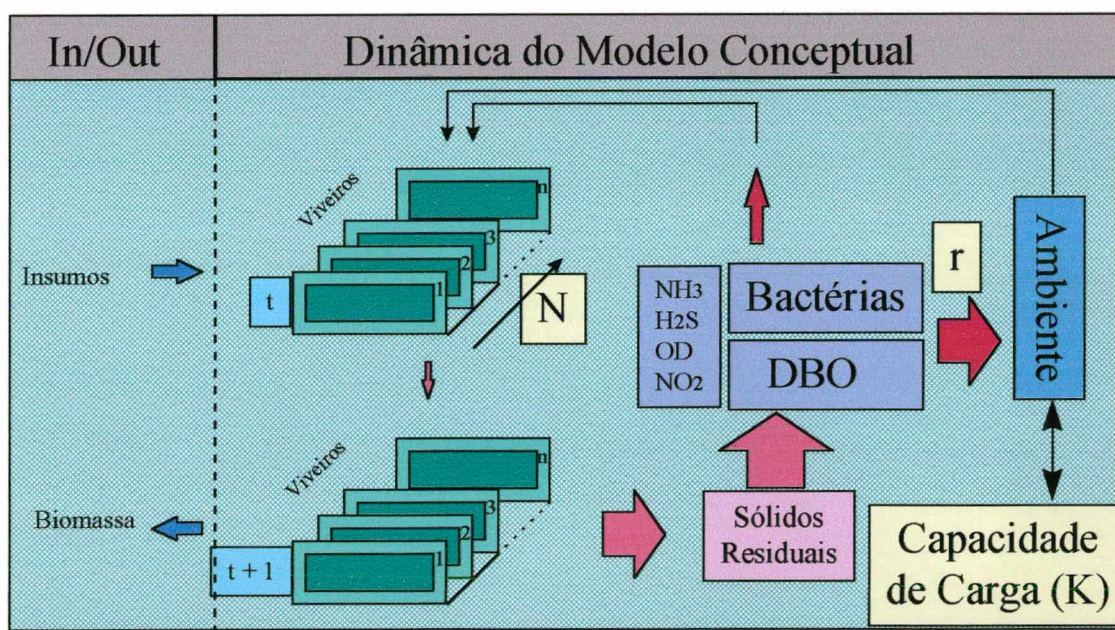 In/Out
Dinâmica do Modelo Conceptual
Viveiros
n
3
2
1
Insumos
t
N
NH3
H2S
OD
NO2
Bactérias
DBO
r
Ambiente
Viveiros
n
3
2
1
Biomassa
t + 1
Sólidos
Residuais
Capacidade
de Carga (K)